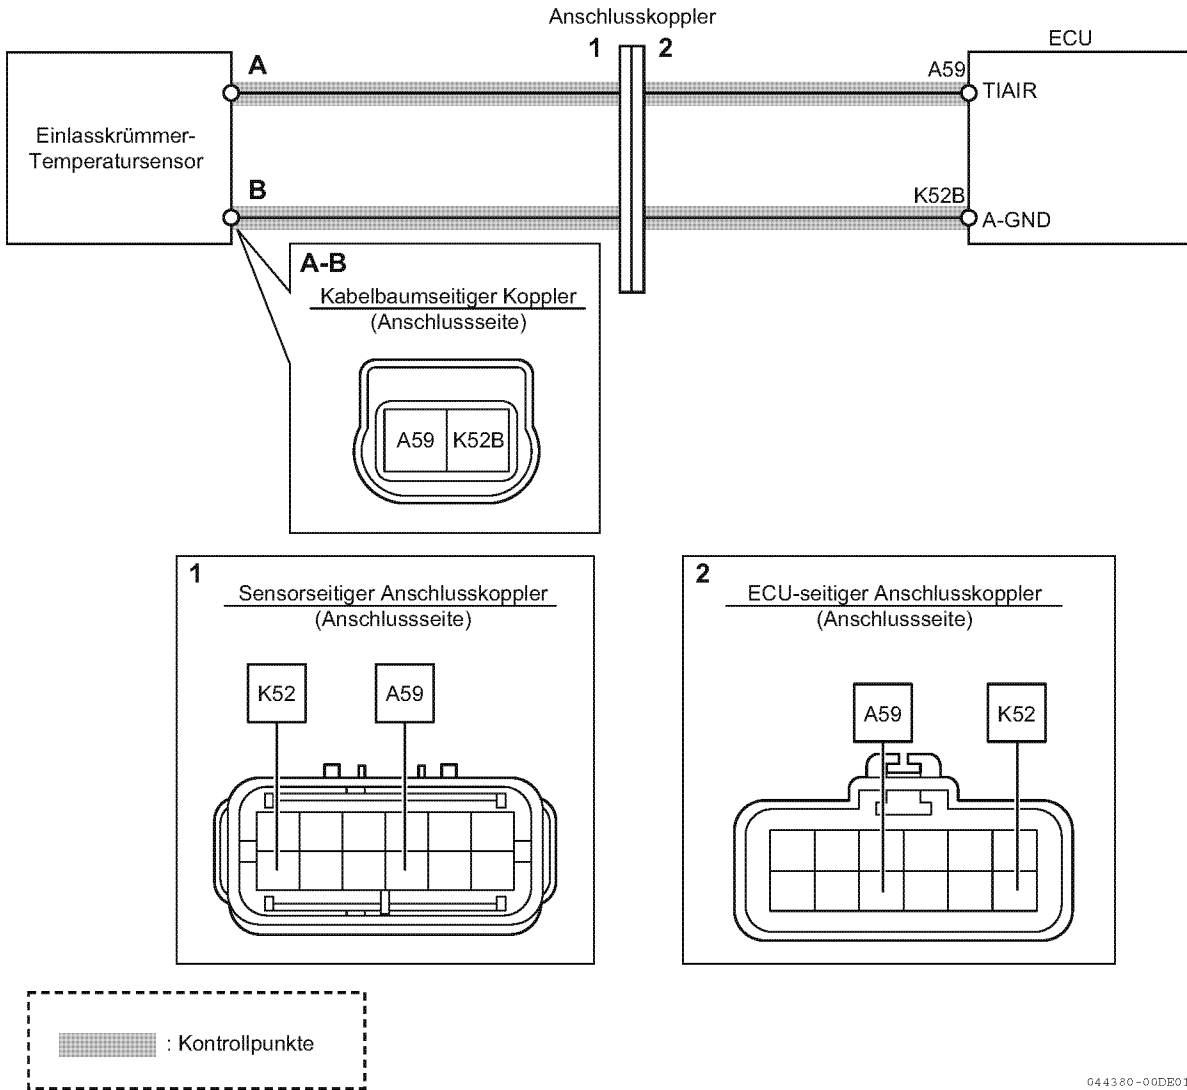 Anschlusskoppler
1 2
ECU
A
A59
TIAIR
Einlasskrümmer-
Temperatursensor
B
K52B
A-GND
A-B
Kabelbaumseitiger Koppler
(Anschlussseite)
A59 K52B
1
Sensorseitiger Anschlusskoppler
(Anschlussseite)
K52 A59
2
ECU-seitiger Anschlusskoppler
(Anschlussseite)
A59 K52
: Kontrollpunkte
044380-00DE01